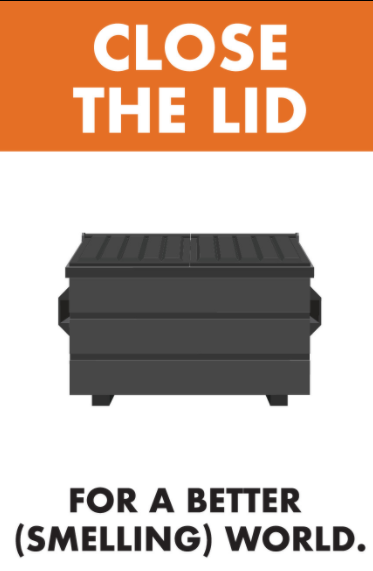 CLOSE
THE LID
FOR A BETTER
(SMELLING) WORLD.